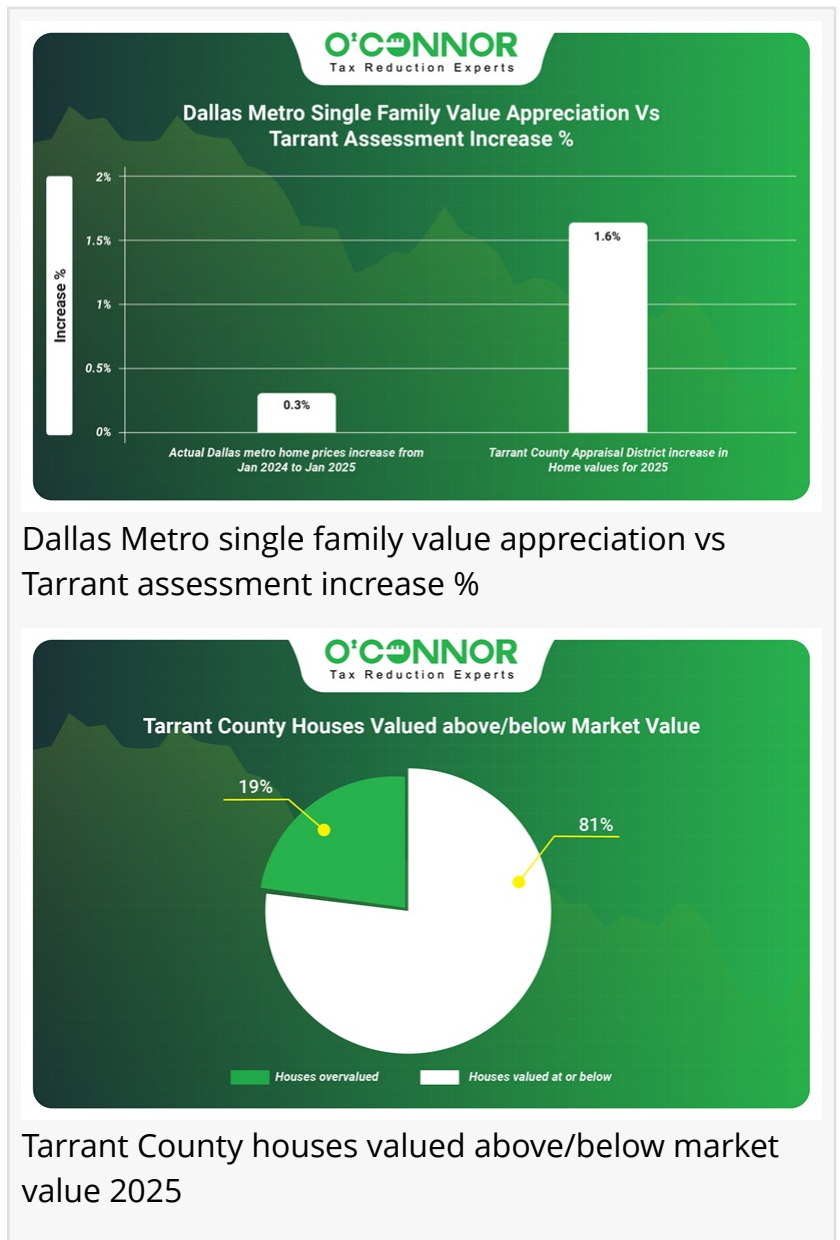 O'CONNOR
Tax Reduction Experts
Dallas Metro Single Family Value Appreciation Vs
Tarrant Assessment Increase %
Increase %
2%
1.5%
1%
0.5%
0%
0.3%
1.6%
Actual Dallas metro home prices increase from
Jan 2024 to Jan 2025
Tarrant County Appraisal District increase in
Home values for 2025
Dallas Metro single family value appreciation vs
Tarrant assessment increase %
O'CONNOR
Tax Reduction Experts
Tarrant County Houses Valued above/below Market Value
19%
81%
Houses overvalued
Houses valued at or below
Tarrant County houses valued above/below market
value 2025